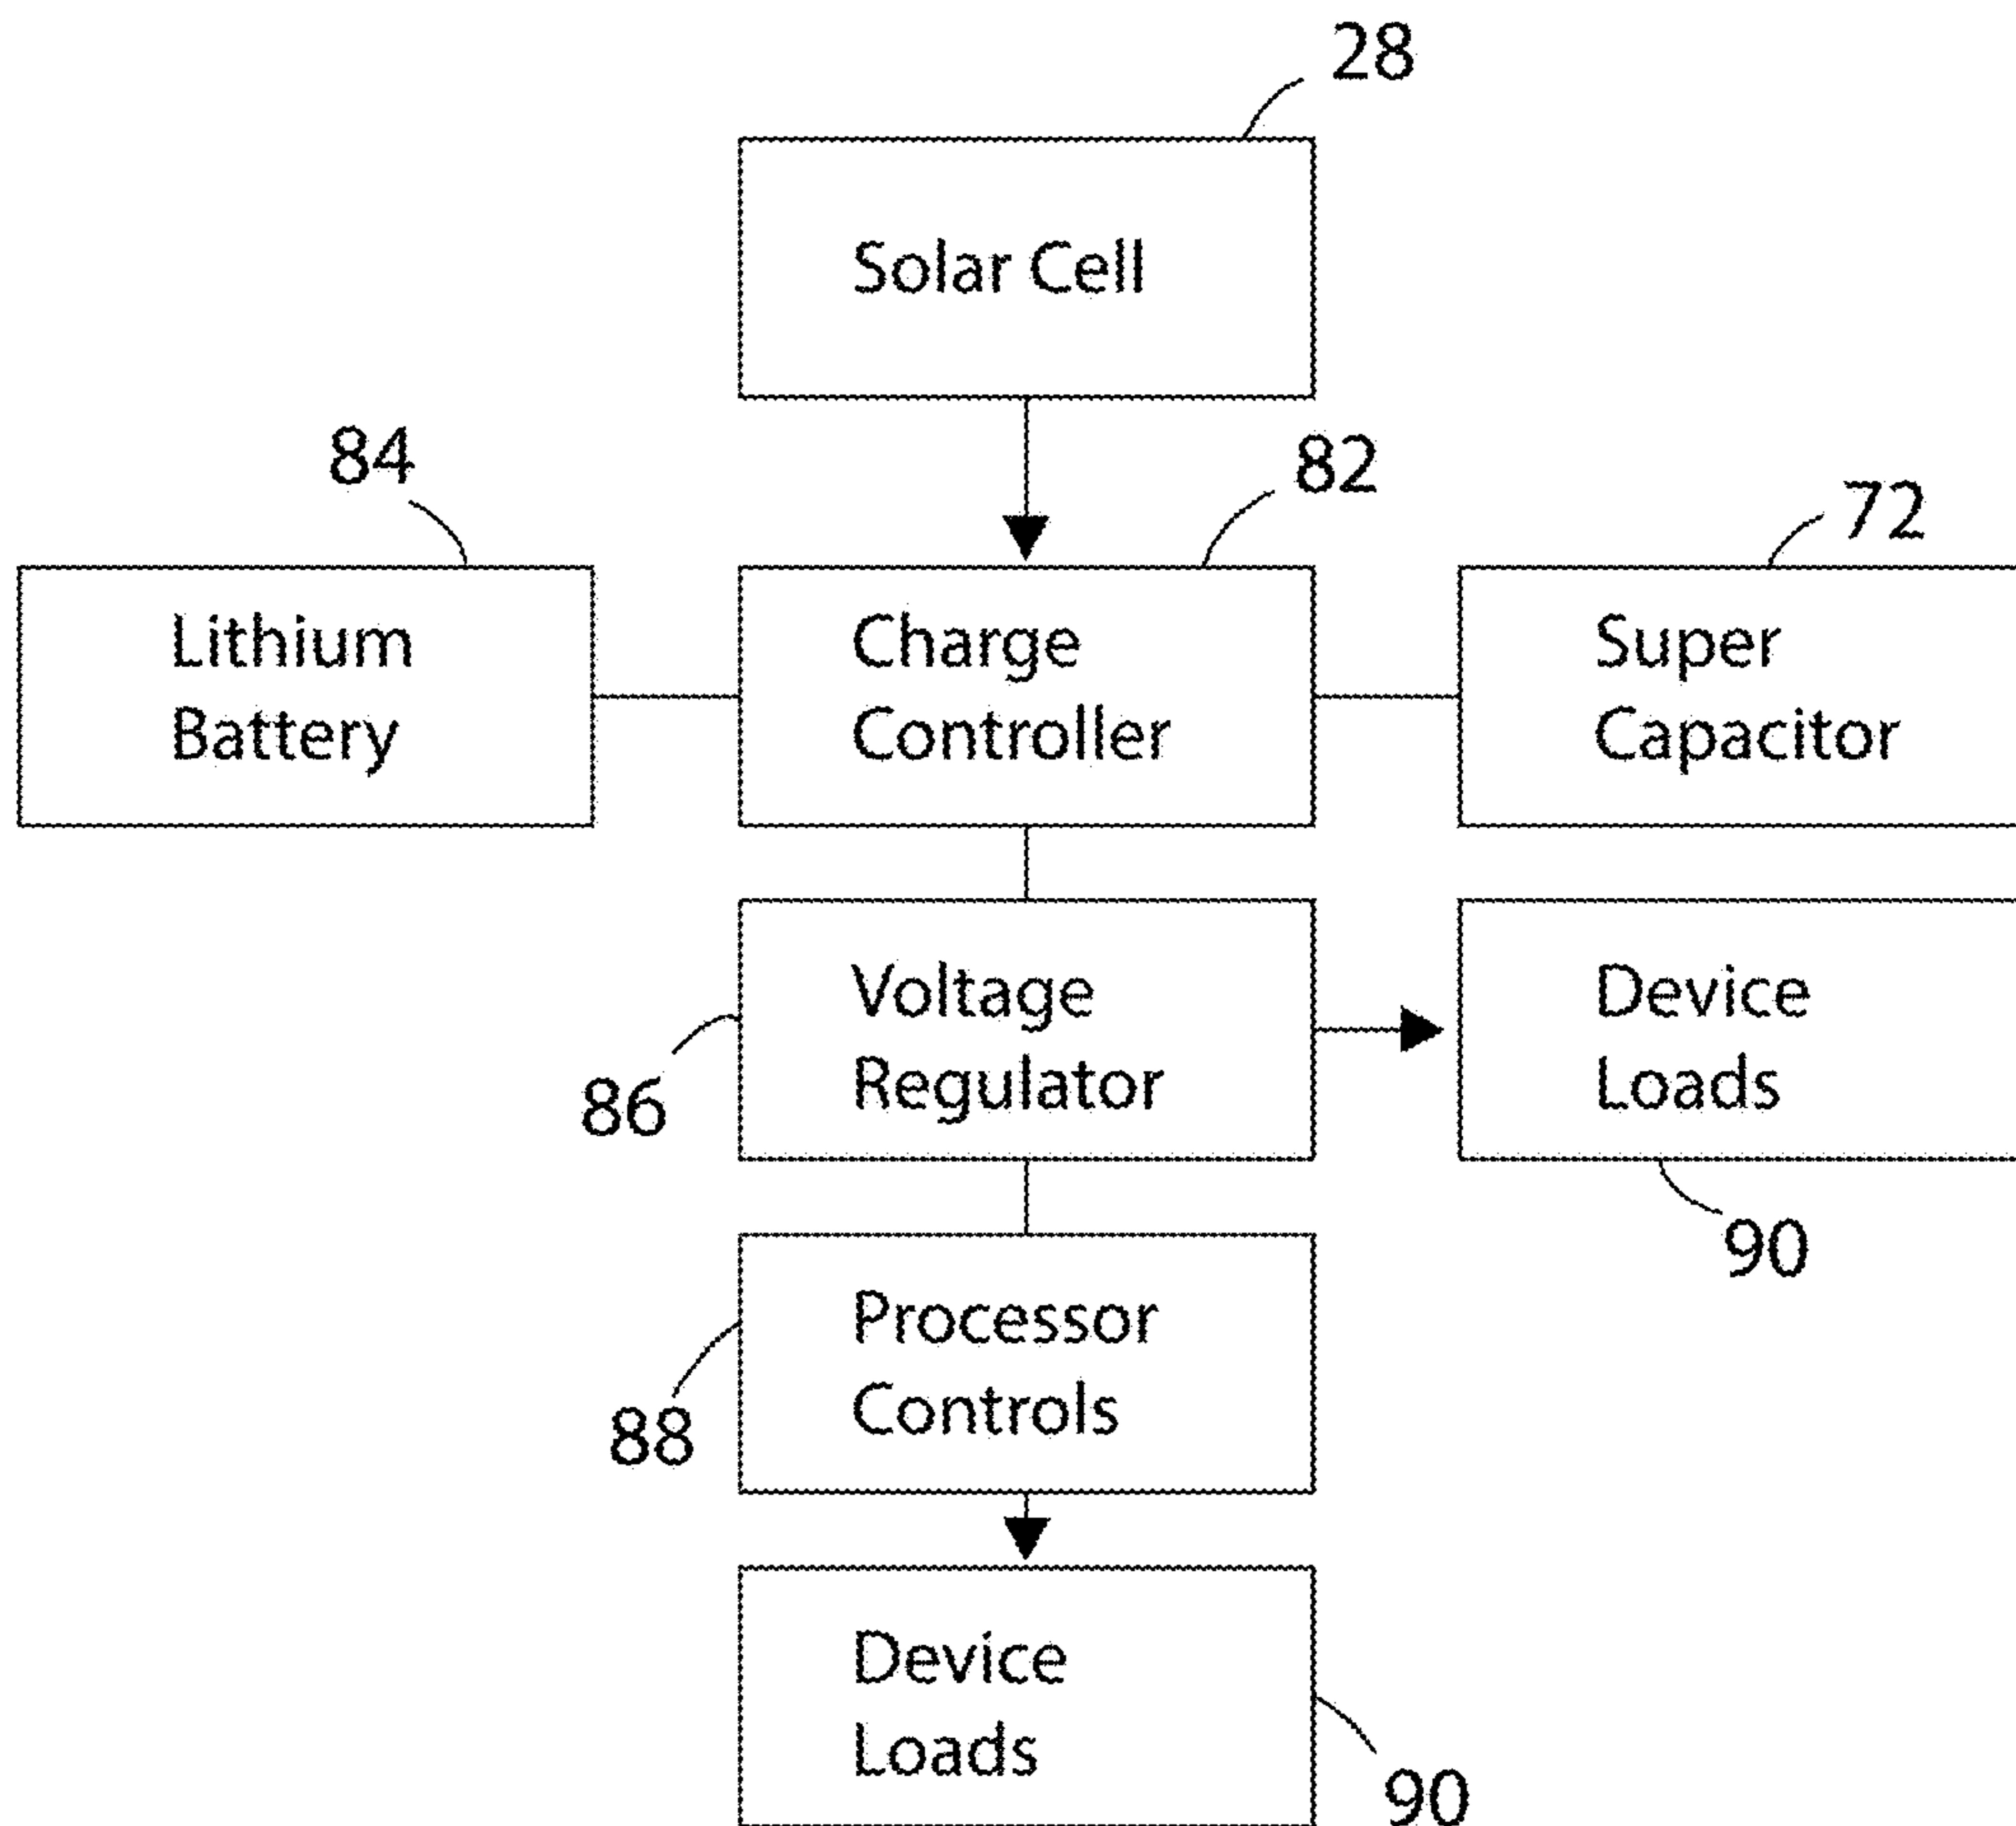 28
Solar Cell
84
82
72
Lithium
Battery
Charge
Controller
Super
Capacitor
Voltage
Regulator
Device
Loads
86
90
Processor
Controls
88
Device
Loads
90